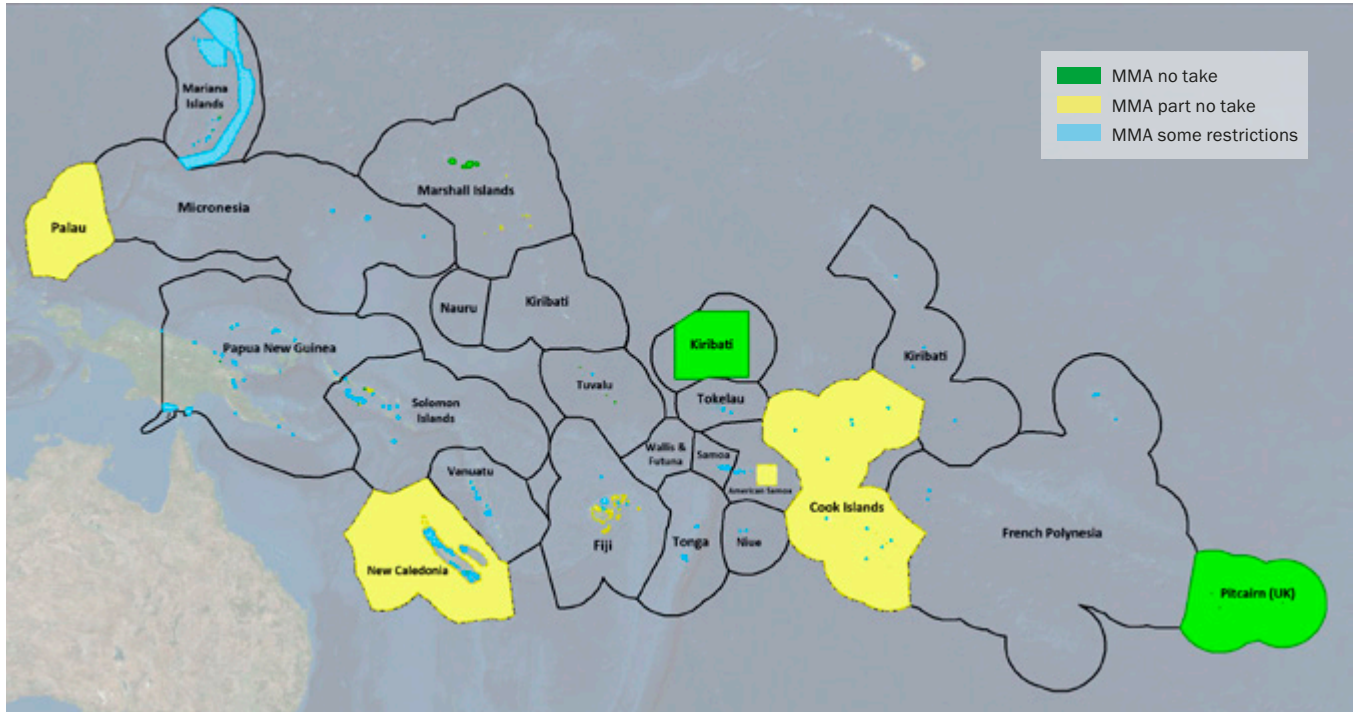 MMA no take
MMA part no take
MMA some restrictions
Mariana
Islands
Marshall Islands
Micronesia
Palau
Nauru
Kiribati
Papua New Guinea
Kiribati
Kiribati
Tuvalu
Tokelau
Solomon
Islands
Wallis &
Futuna
Samoa
Vanuatu
American Samoa
Cook Islands
French Polynesia
Fiji
Tonga
Niue
New Caledonia
Pitcairn (UK)